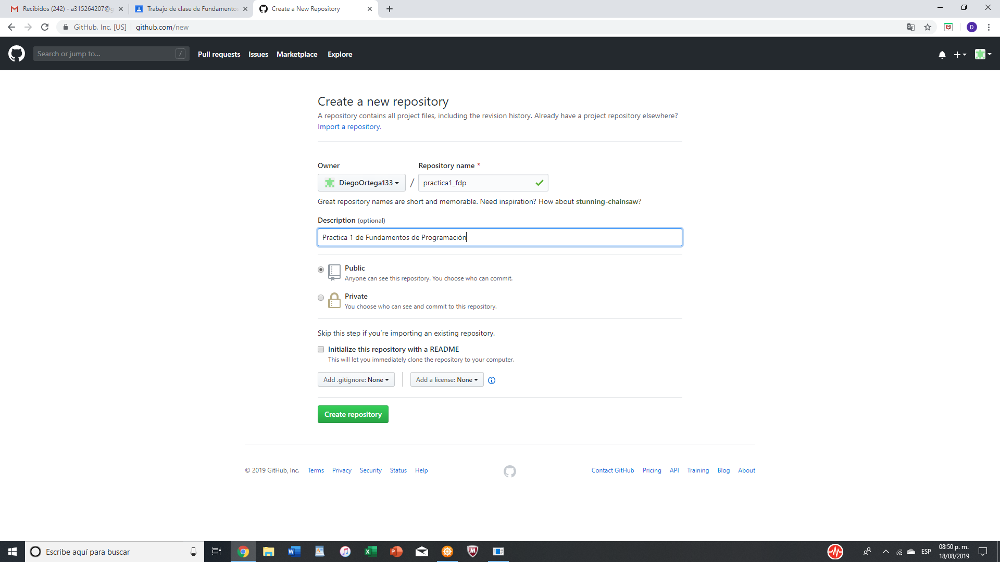 Recibidos (242) - a315264207@g
Trabajo de clase de Fundamentos
Create a New Repository
GitHub, Inc. [US] github.com/new
Search or jump to... /
Pull requests Issues Marketplace Explore
Create a new repository
A repository contains all project files, including the revision history. Already have a project repository elsewhere?
Import a repository.
Owner Repository name *
DiegoOrtega133 / practica1_fdp
Great repository names are short and memorable. Need inspiration? How about stunning-chainsaw?
Description (optional)
Practica 1 de Fundamentos de Programación
Public
Anyone can see this repository. You choose who can commit.
Private
You choose who can see and commit to this repository.
Skip this step if you’re importing an existing repository.
Initialize this repository with a README
This will let you immediately clone the repository to your computer.
Add .gitignore: None Add a license: None
Create repository
© 2019 GitHub, Inc. Terms Privacy Security Status Help Contact GitHub Pricing API Training Blog About
Escribe aquí para buscar
ESP
08:50 p. m.
18/08/2019